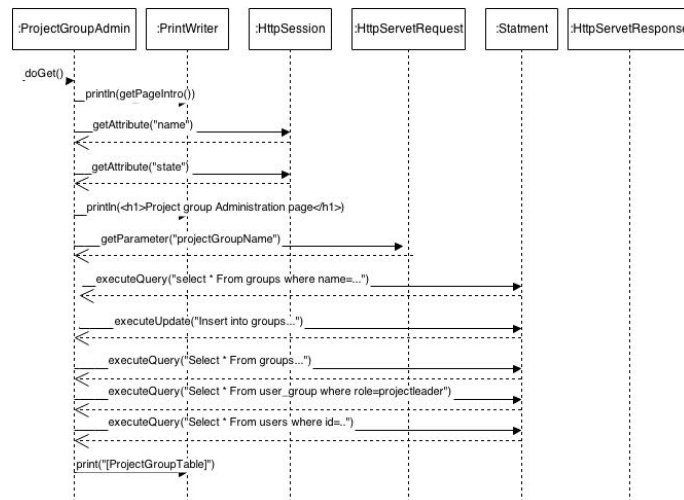 :ProjectGroupAdmin :PrintWriter :HttpSession :HttpServetRequest :Statment :HttpServetResponse
doGet()
println(getPageIntro())
getAttribute("name")
getAttribute("state")
println(<h1>Project group Administration page</h1>)
getParameter("projectGroupName")
executeQuery("select * From groups where name=...")
executeUpdate("Insert into groups...")
executeQuery("Select * From groups...")
executeQuery("Select * From user_group where role=projectleader")
executeQuery("Select * From users where id=..")
print("[ProjectGroupTable]")